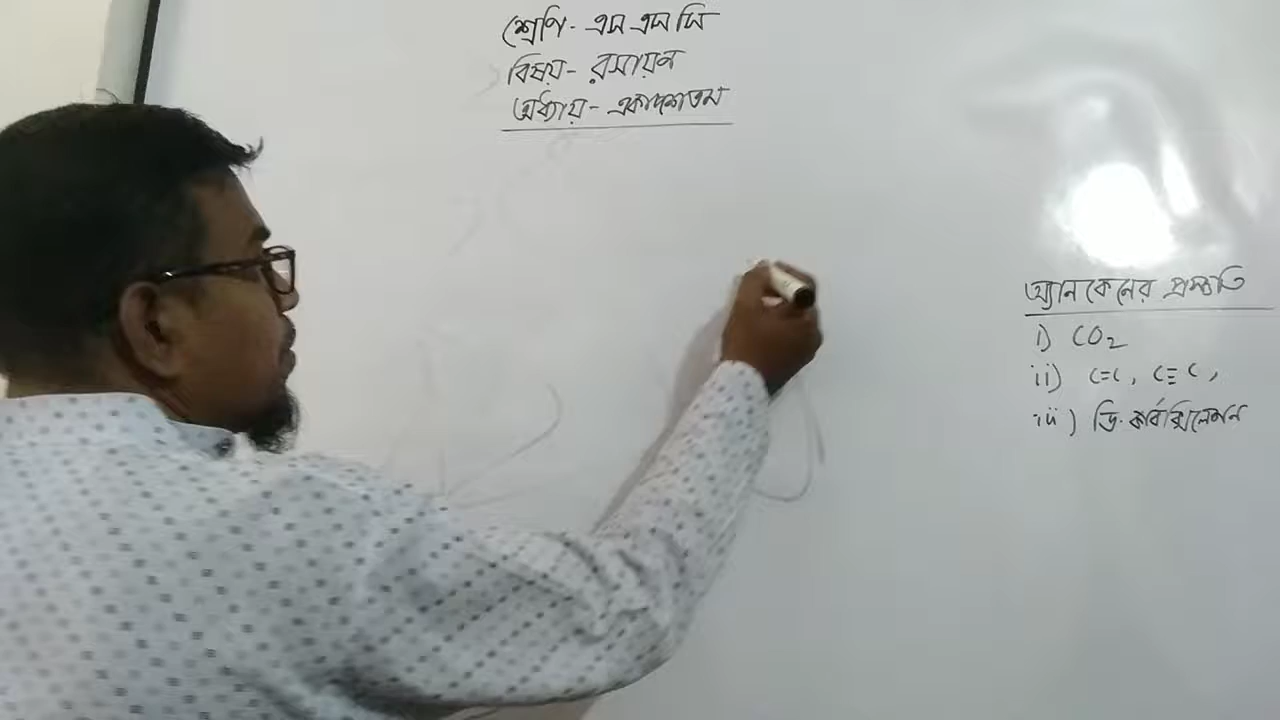 শ্রেণি - এস এস সি
বিষয় - রসায়ন
অধ্যায় - একাদশতম
অ্যালকেনের প্রস্তুতি
i) CO₂
ii) C=C, C≡C,
iii) ডি-কার্বক্সিলেশন